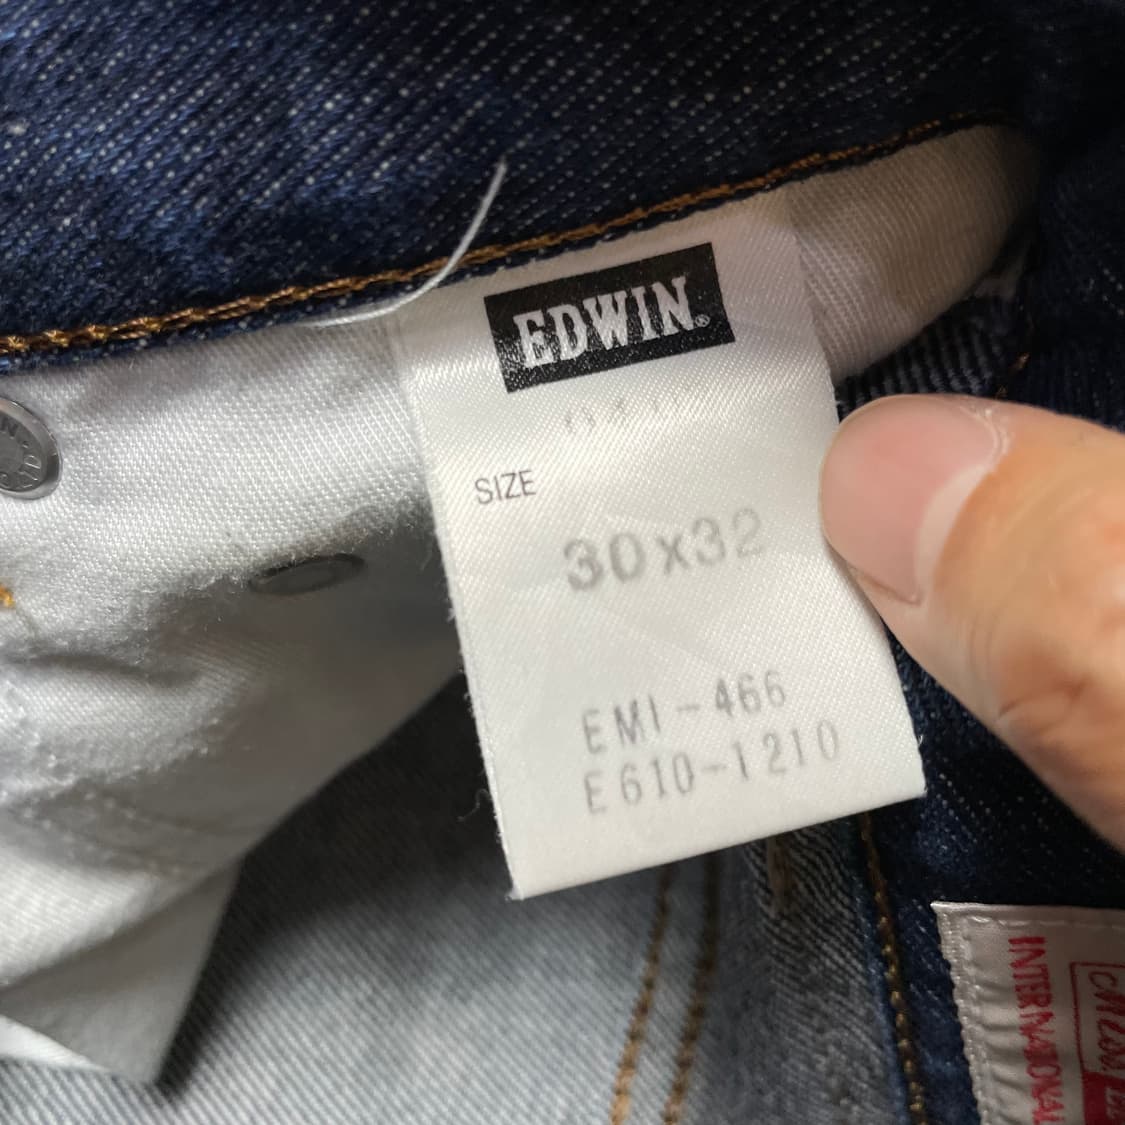 EDWIN®
SIZE
30x32
EMI-466
E610-1210
INTERNATIONAL